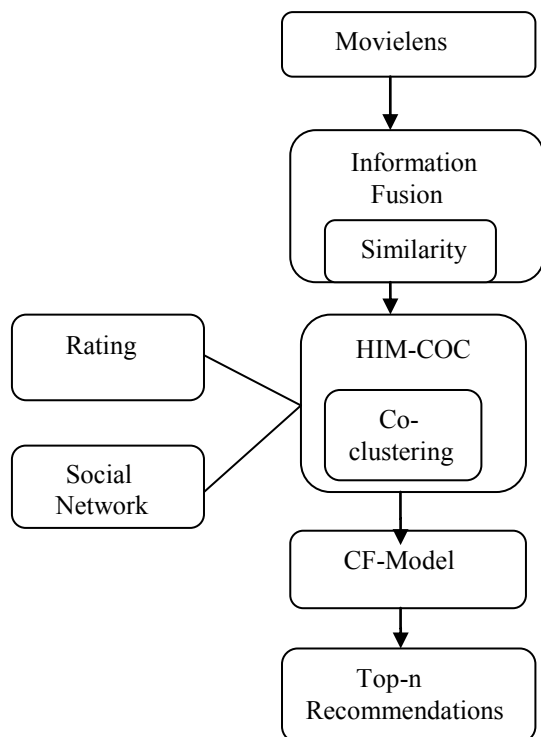 Movielens
Information
Fusion
Similarity
Rating
HIM-COC
Co-
clustering
Social
Network
CF-Model
Top-n
Recommendations